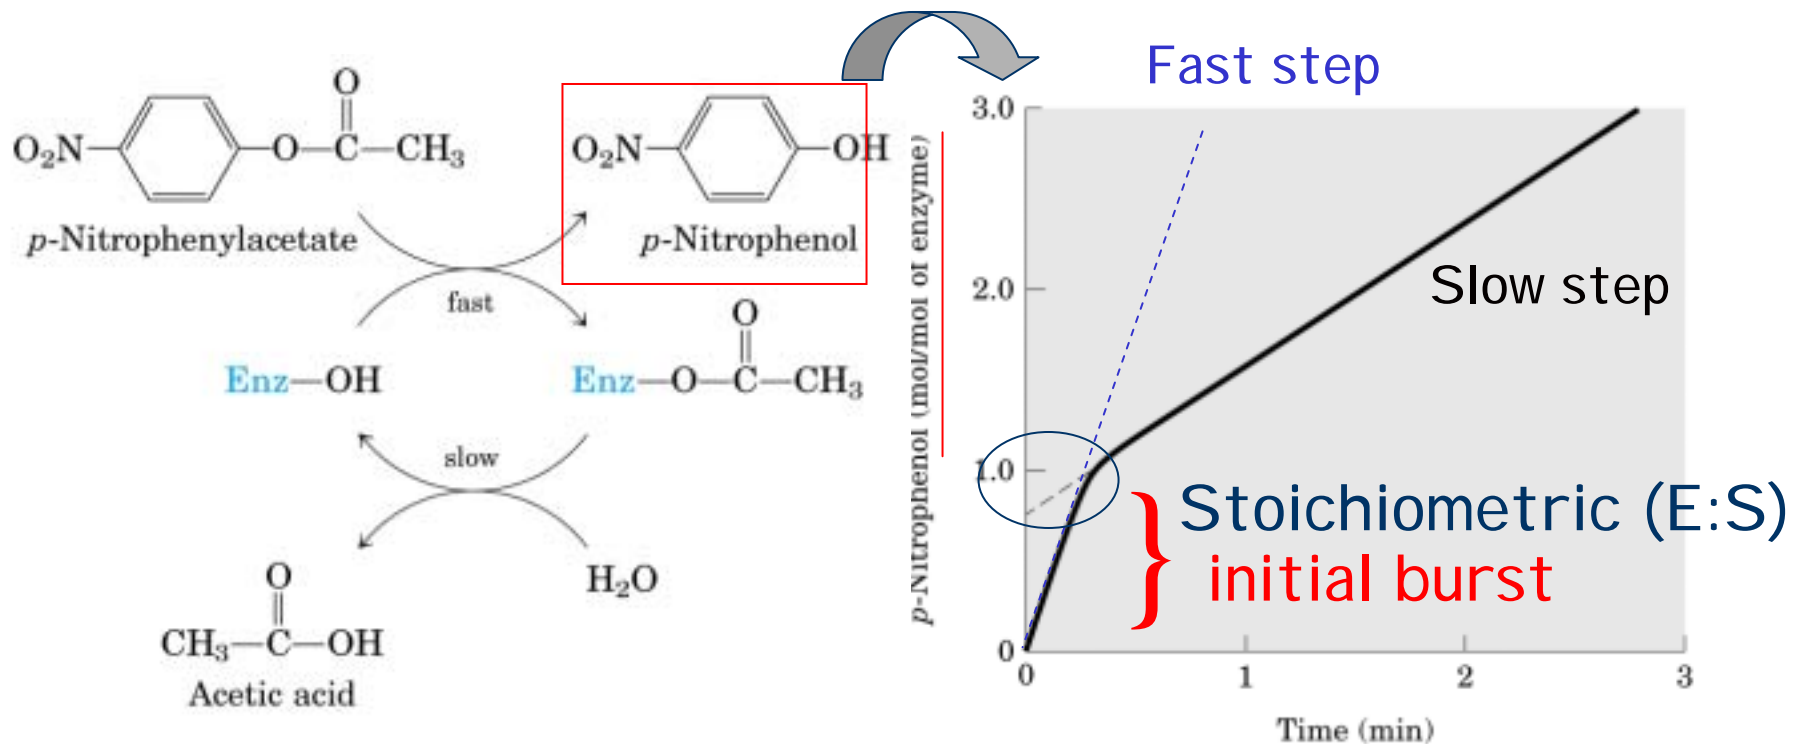 O
O₂N—O—C—CH₃
p-Nitrophenylacetate
O₂N—OH
p-Nitrophenol
fast
Enz—OH
O
Enz—O—C—CH₃
slow
H₂O
O
CH₃—C—OH
Acetic acid
Fast step
3.0
2.0
1.0
0
p-Nitrophenol (mol/mol of enzyme)
Slow step
Stoichiometric (E:S)
} initial burst
0 1 2 3
Time (min)